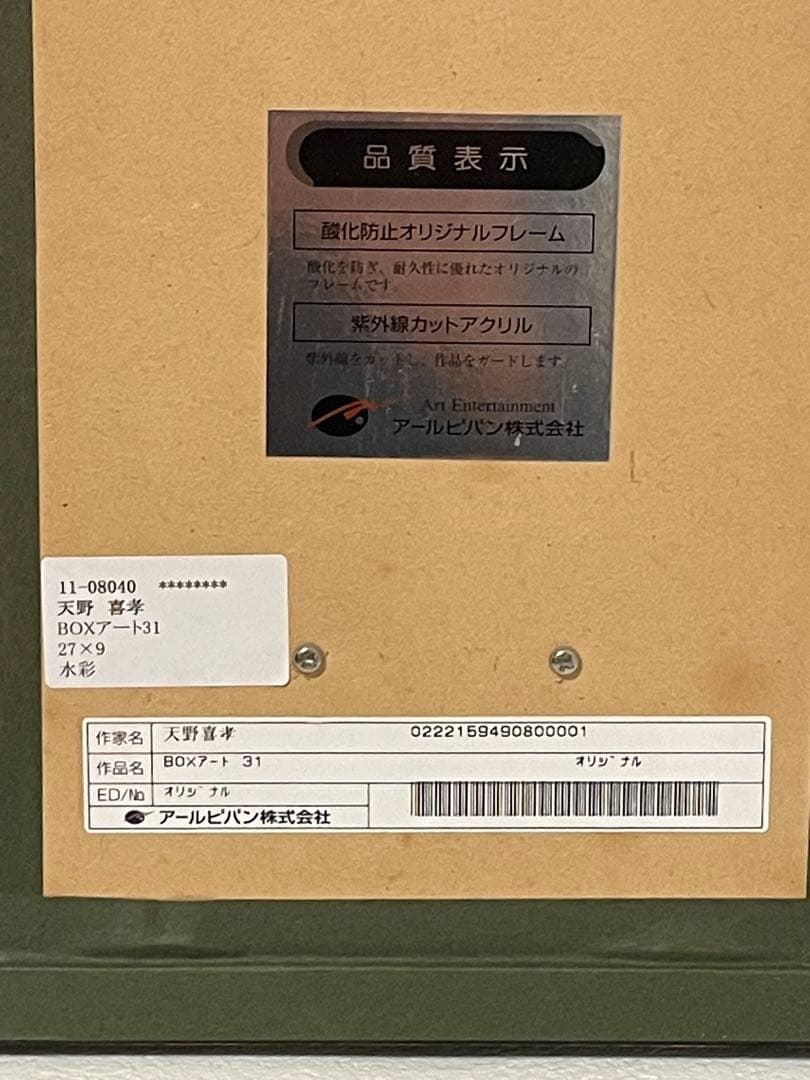 品質表示
酸化防止オリジナルフレーム
酸化を防ぎ、耐久性に優れたオリジナルの
フレームです
紫外線カットアクリル
紫外線をカットし、作品をガードします。
Art Entertainment
アールビバン株式会社
11-08040 ********
天野 喜孝
BOXアート31
27×9
水彩
作家名 天野喜孝 0222159490800001
作品名 BOXアート 31 オリジナル
ED/No オリジナル
アールビバン株式会社